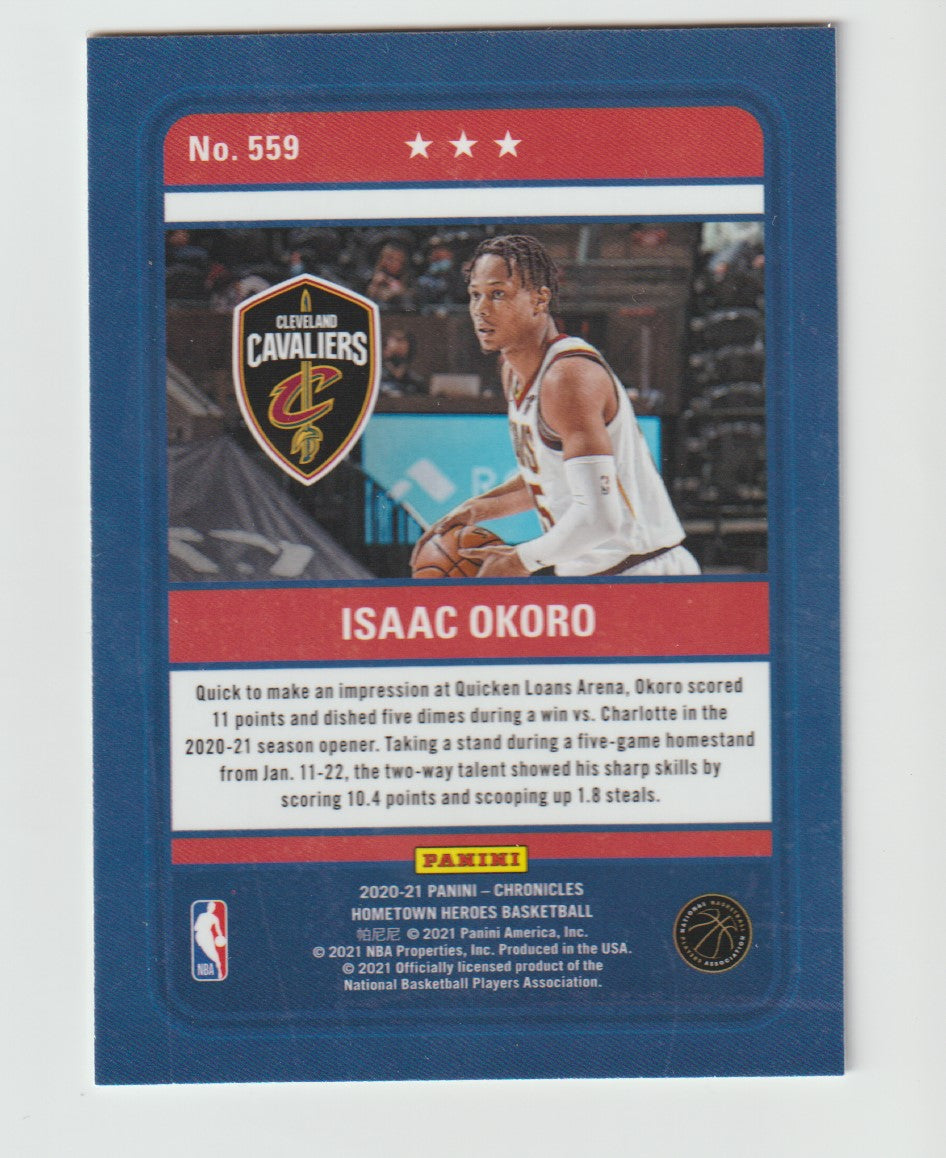 No. 559
CLEVELAND
CAVALIERS
ISAAC OKORO
Quick to make an impression at Quicken Loans Arena, Okoro scored
11 points and dished five dimes during a win vs. Charlotte in the
2020-21 season opener. Taking a stand during a five-game homestand
from Jan. 11-22, the two-way talent showed his sharp skills by
scoring 10.4 points and scooping up 1.8 steals.
PANINI
2020-21 PANINI – CHRONICLES
HOMETOWN HEROES BASKETBALL
帕尼尼 © 2021 Panini America, Inc.
© 2021 NBA Properties, Inc. Produced in the USA.
© 2021 Officially licensed product of the
National Basketball Players Association.
NBA
NATIONAL BASKETBALL
PLAYERS ASSOCIATION